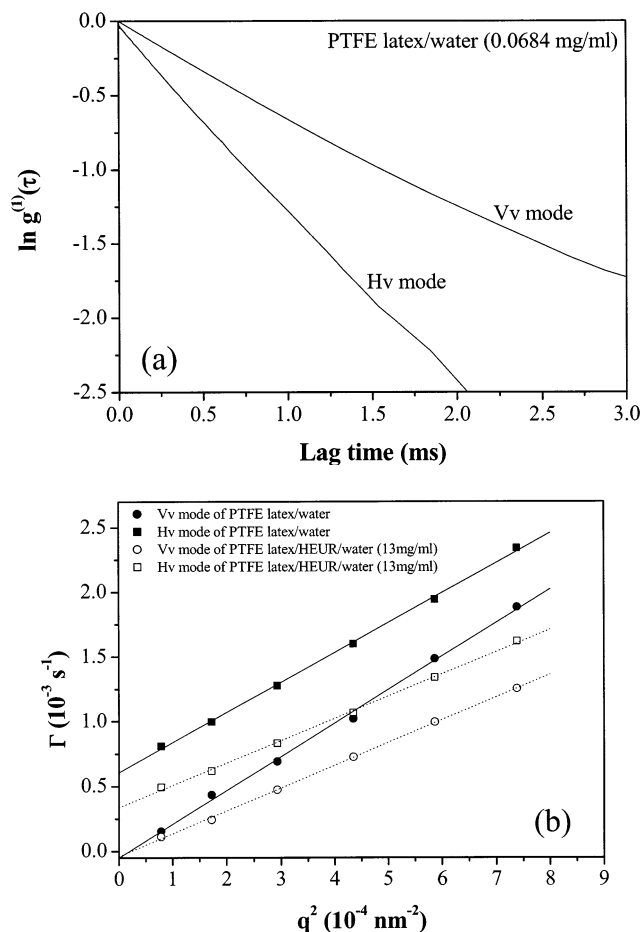 PTFE latex/water (0.0684 mg/ml)
0.0
-0.5
-1.0
-1.5
-2.0
-2.5
ln g⁽¹⁾(τ)
Vv mode
Hv mode
(a)
0.0 0.5 1.0 1.5 2.0 2.5 3.0
Lag time (ms)
Vv mode of PTFE latex/water
Hv mode of PTFE latex/water
Vv mode of PTFE latex/HEUR/water (13mg/ml)
Hv mode of PTFE latex/HEUR/water (13mg/ml)
2.5
2.0
1.5
1.0
0.5
0.0
Γ (10⁻³ s⁻¹)
(b)
0 1 2 3 4 5 6 7 8 9
q² (10⁻⁴ nm⁻²)